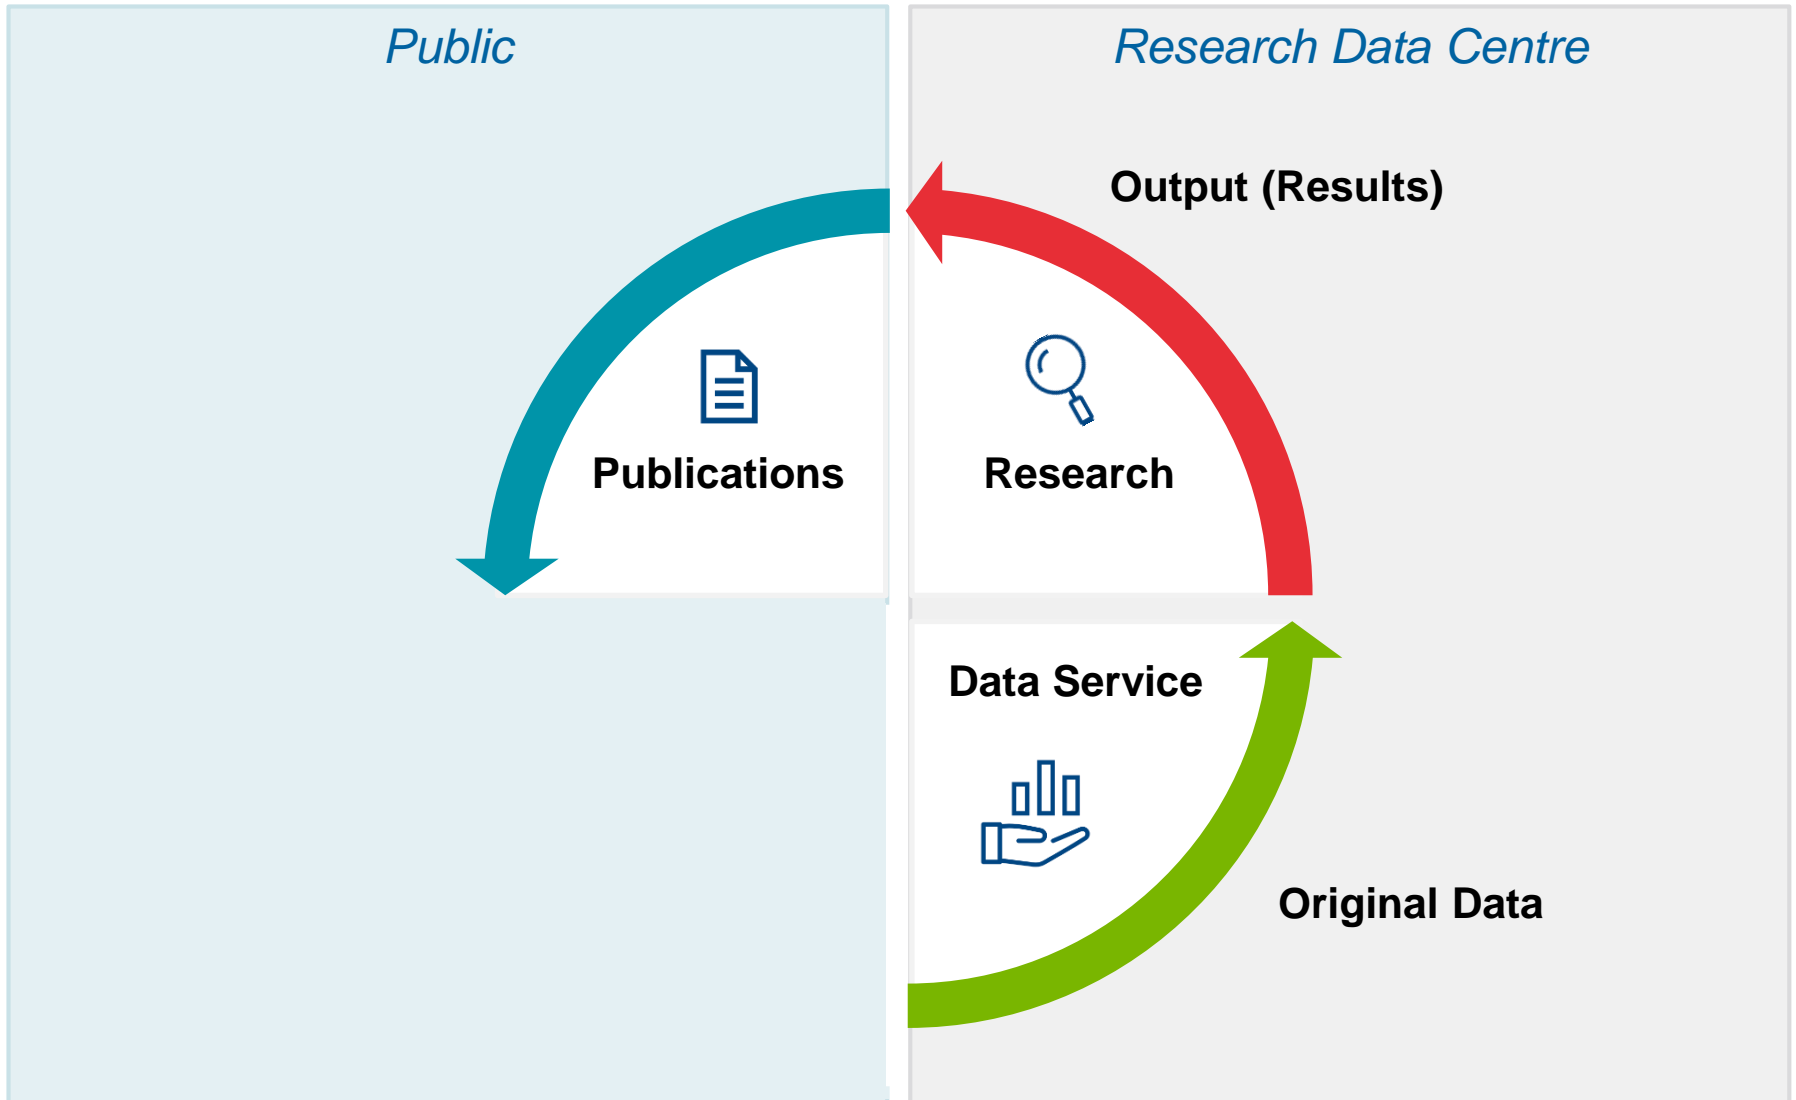 Public
Research Data Centre
Output (Results)
Publications
Research
Data Service
Original Data